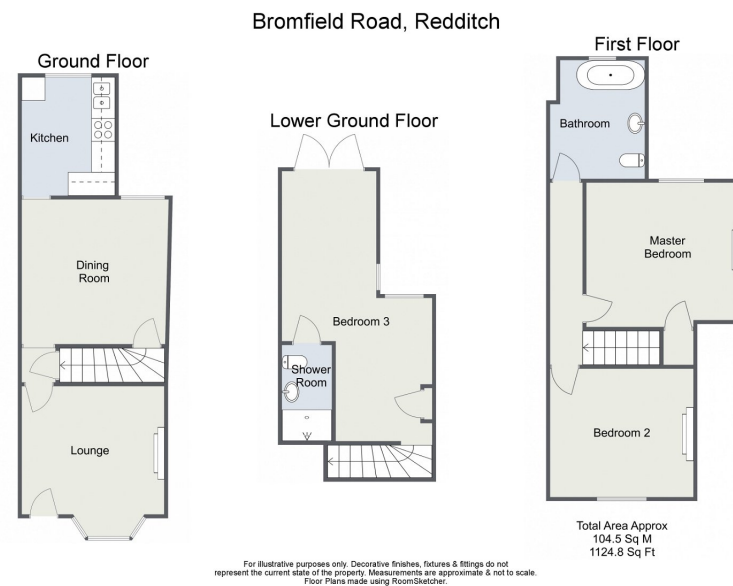 Bromfield Road, Redditch
Ground Floor
Kitchen
Dining
Room
Lounge
Lower Ground Floor
Bedroom 3
Shower
Room
First Floor
Bathroom
Master
Bedroom
Bedroom 2
Total Area Approx
104.5 Sq M
1124.8 Sq Ft
For illustrative purposes only. Decorative finishes, fixtures & fittings do not
represent the current state of the property. Measurements are approximate & not to scale.
Floor Plans made using RoomSketcher.